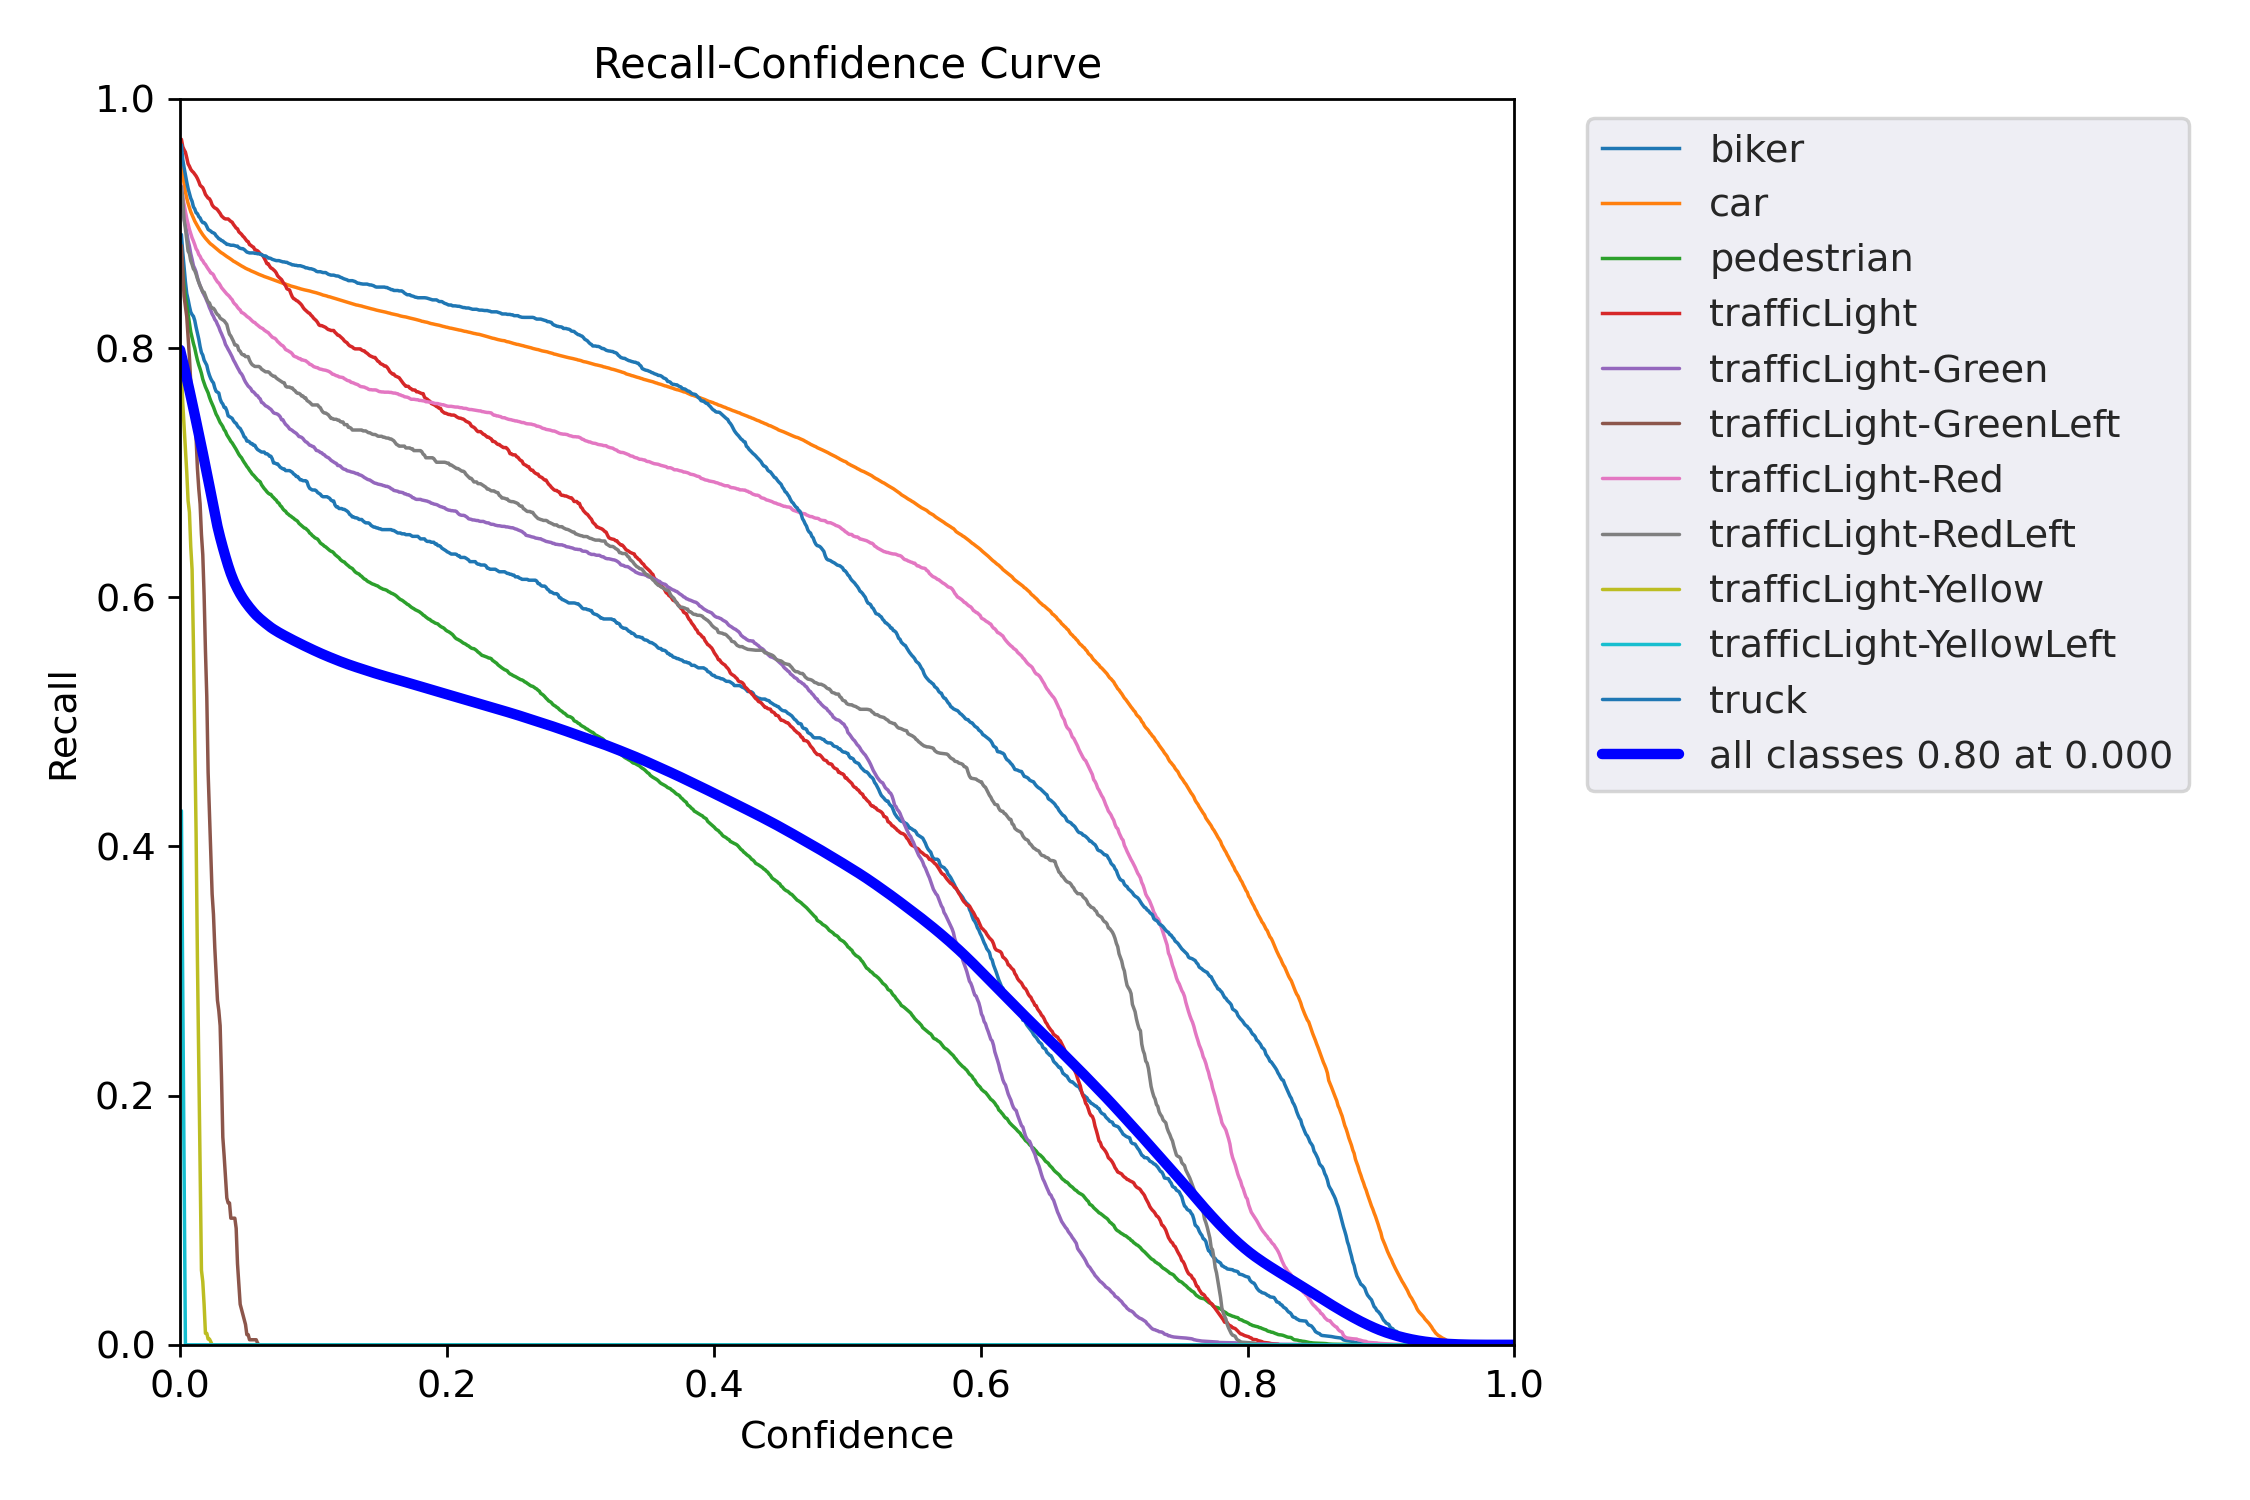 Recall-Confidence Curve
1.0
0.8
0.6
0.4
0.2
0.0
Recall
0.0 0.2 0.4 0.6 0.8 1.0
Confidence
biker
car
pedestrian
trafficLight
trafficLight-Green
trafficLight-GreenLeft
trafficLight-Red
trafficLight-RedLeft
trafficLight-Yellow
trafficLight-YellowLeft
truck
all classes 0.80 at 0.000